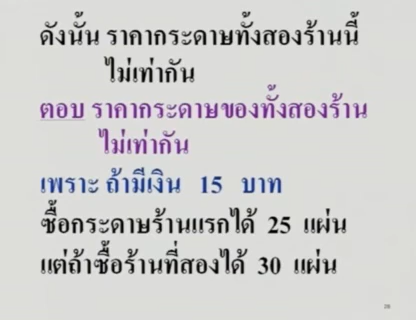 ดังนั้น ราคากระดาษทั้งสองร้านนี้
ไม่เท่ากัน
ตอบ ราคากระดาษของทั้งสองร้าน
ไม่เท่ากัน
เพราะ ถ้ามีเงิน 15 บาท
ซื้อกระดาษร้านแรกได้ 25 แผ่น
แต่ถ้าซื้อร้านที่สองได้ 30 แผ่น